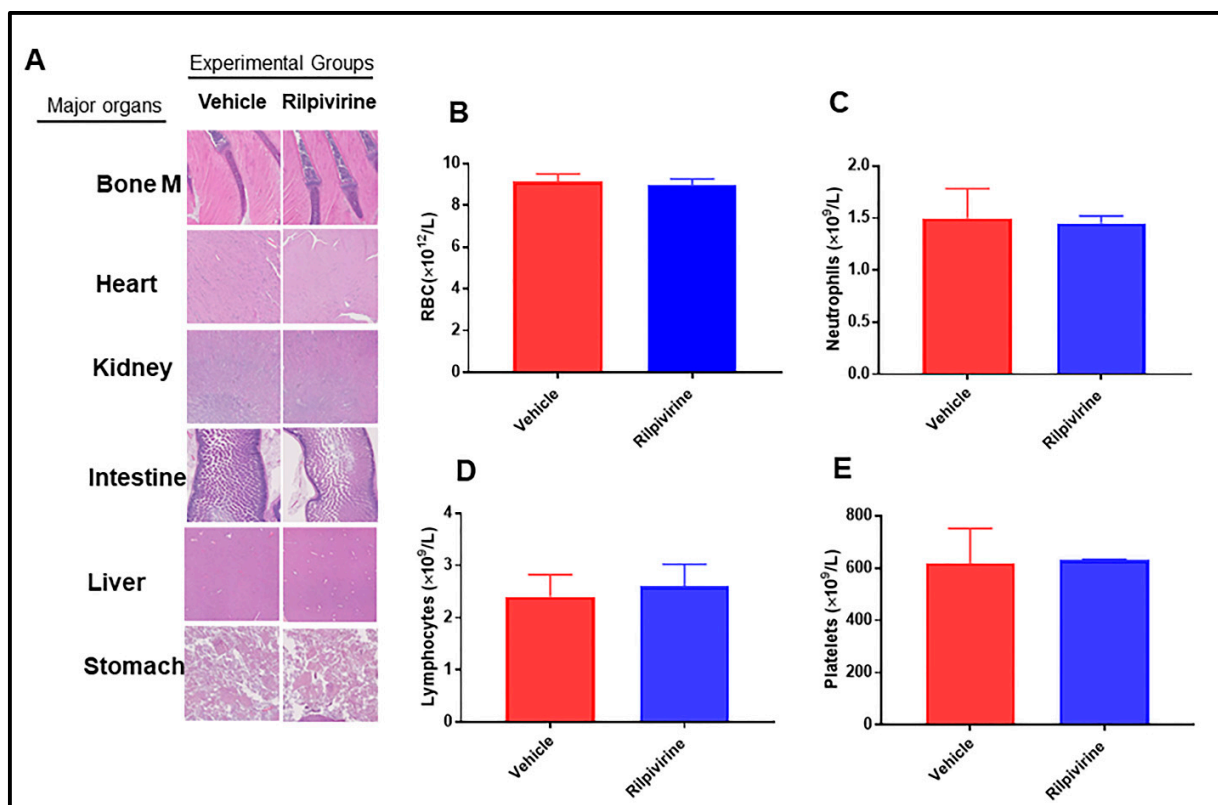 A
Experimental Groups
Major organs
Vehicle
Rilpivirine
Bone M
Heart
Kidney
Intestine
Liver
Stomach
B
RBC(×10¹²/L)
10
8
6
4
2
0
Vehicle
Rilpivirine
C
Neutrophils (×10⁹/L)
2.0
1.5
1.0
0.5
0.0
Vehicle
Rilpivirine
D
Lymphocytes (×10⁹/L)
4
3
2
1
0
Vehicle
Rilpivirine
E
Platelets (×10⁹/L)
800
600
400
200
0
Vehicle
Rilpivirine